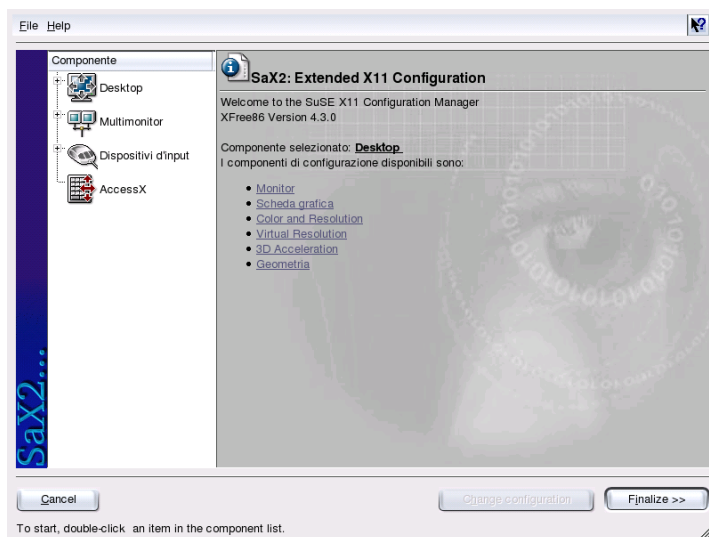 File Help
Componente
Desktop
Multimonitor
Dispositivi d'input
AccessX
SaX2...
SaX2: Extended X11 Configuration
Welcome to the SuSE X11 Configuration Manager
XFree86 Version 4.3.0
Componente selezionato: Desktop
I componenti di configurazione disponibili sono:
Monitor
Scheda grafica
Color and Resolution
Virtual Resolution
3D Acceleration
Geometria
Cancel
Change configuration
Finalize >>
To start, double-click an item in the component list.